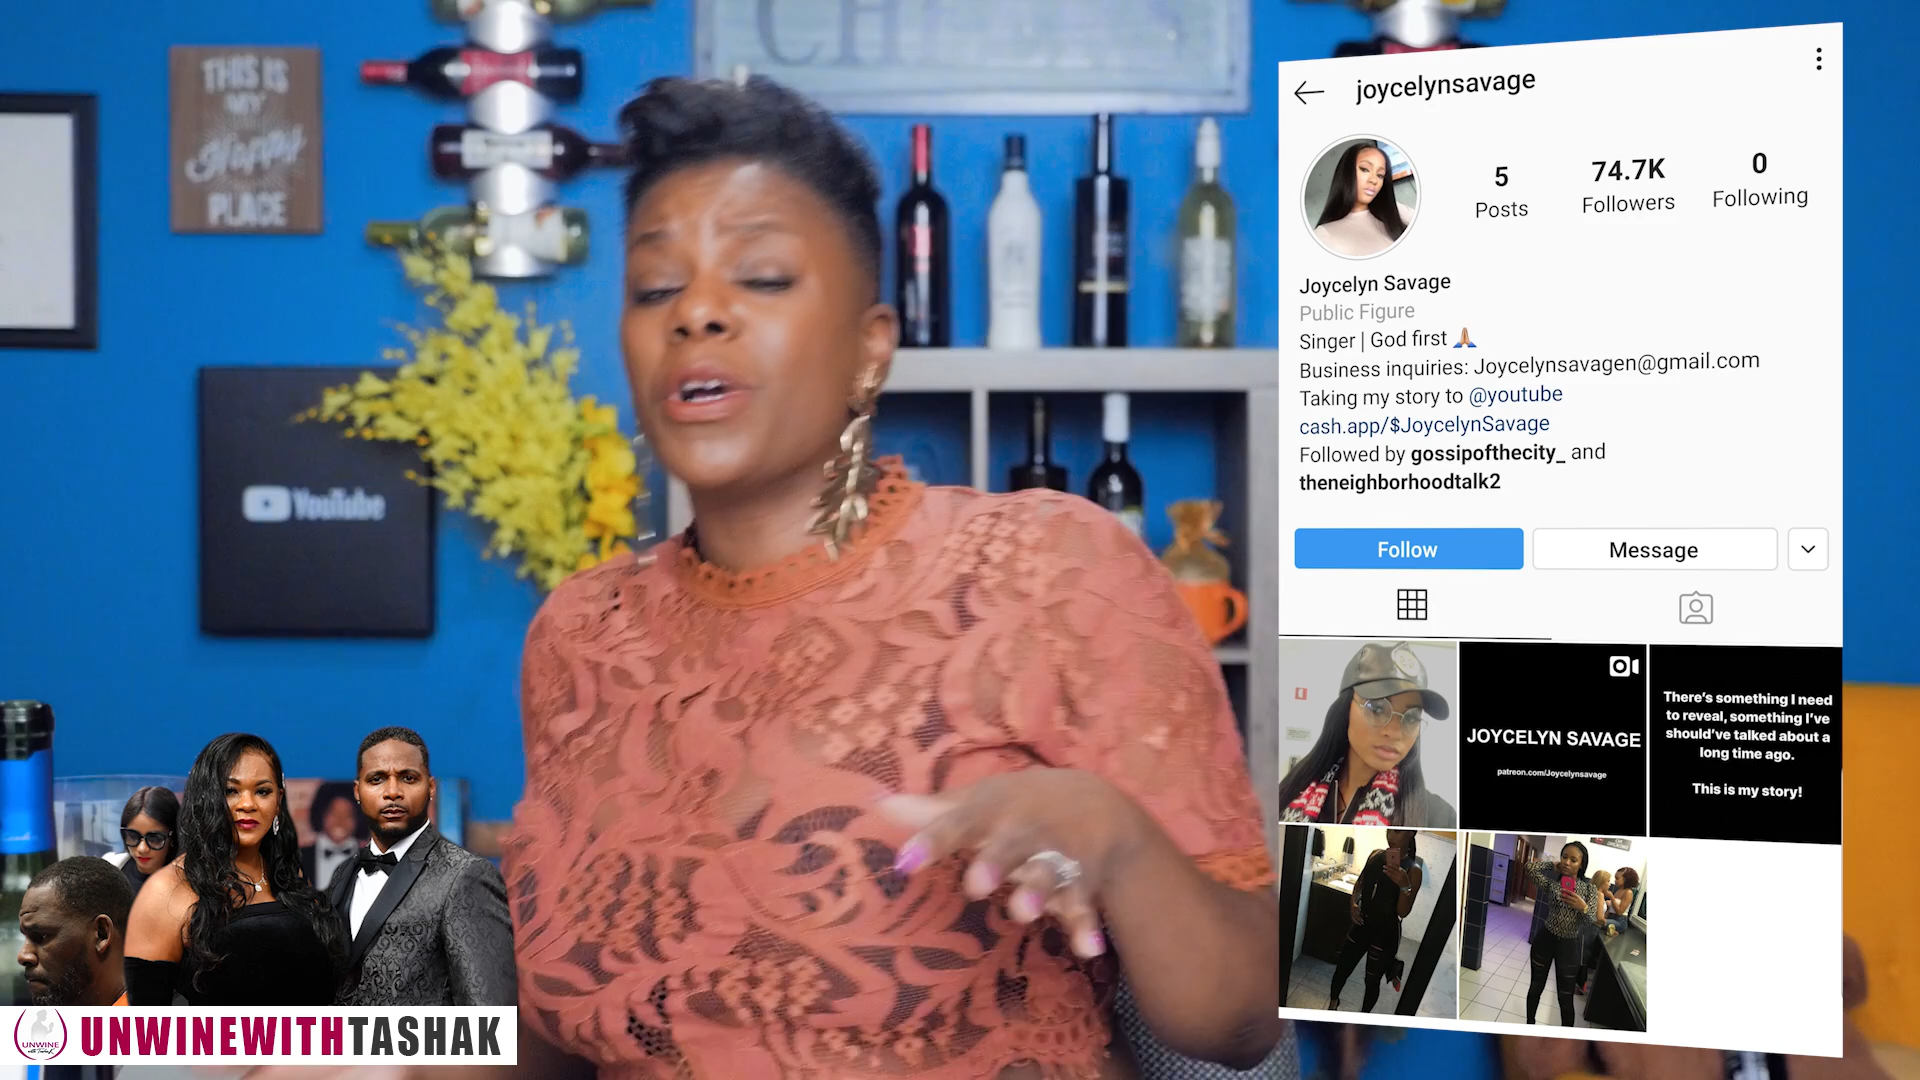 THIS IS
MY
Happy
PLACE
CH
YouTube
joycelynsavage
5
Posts
74.7K
Followers
0
Following
Joycelyn Savage
Public Figure
Singer | God first 🙏🏽
Business inquiries: Joycelynsavagen@gmail.com
Taking my story to @youtube
cash.app/$JoycelynSavage
Followed by gossipofthecity_ and
theneighborhoodtalk2
Follow
Message
JOYCELYN SAVAGE
patreon.com/Joycelynsavage
There's something I need
to reveal, something I've
should've talked about a
long time ago.
This is my story!
UNWINE
with TashaK
UNWINEWITHTASHAK